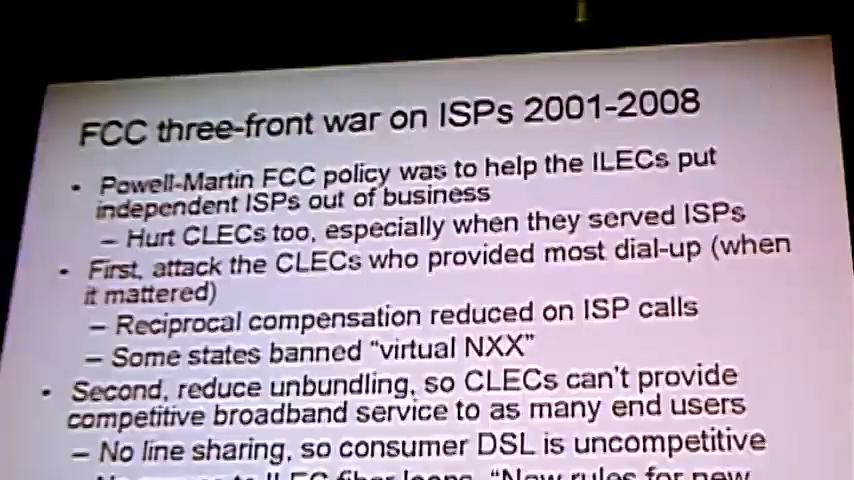 FCC three-front war on ISPs 2001-2008
• Powell-Martin FCC policy was to help the ILECs put
independent ISPs out of business
– Hurt CLECs too, especially when they served ISPs
• First, attack the CLECs who provided most dial-up (when
it mattered)
– Reciprocal compensation reduced on ISP calls
– Some states banned "virtual NXX"
• Second, reduce unbundling, so CLECs can't provide
competitive broadband service to as many end users
– No line sharing, so consumer DSL is uncompetitive
to ILEC fiber loops, "New rules for new